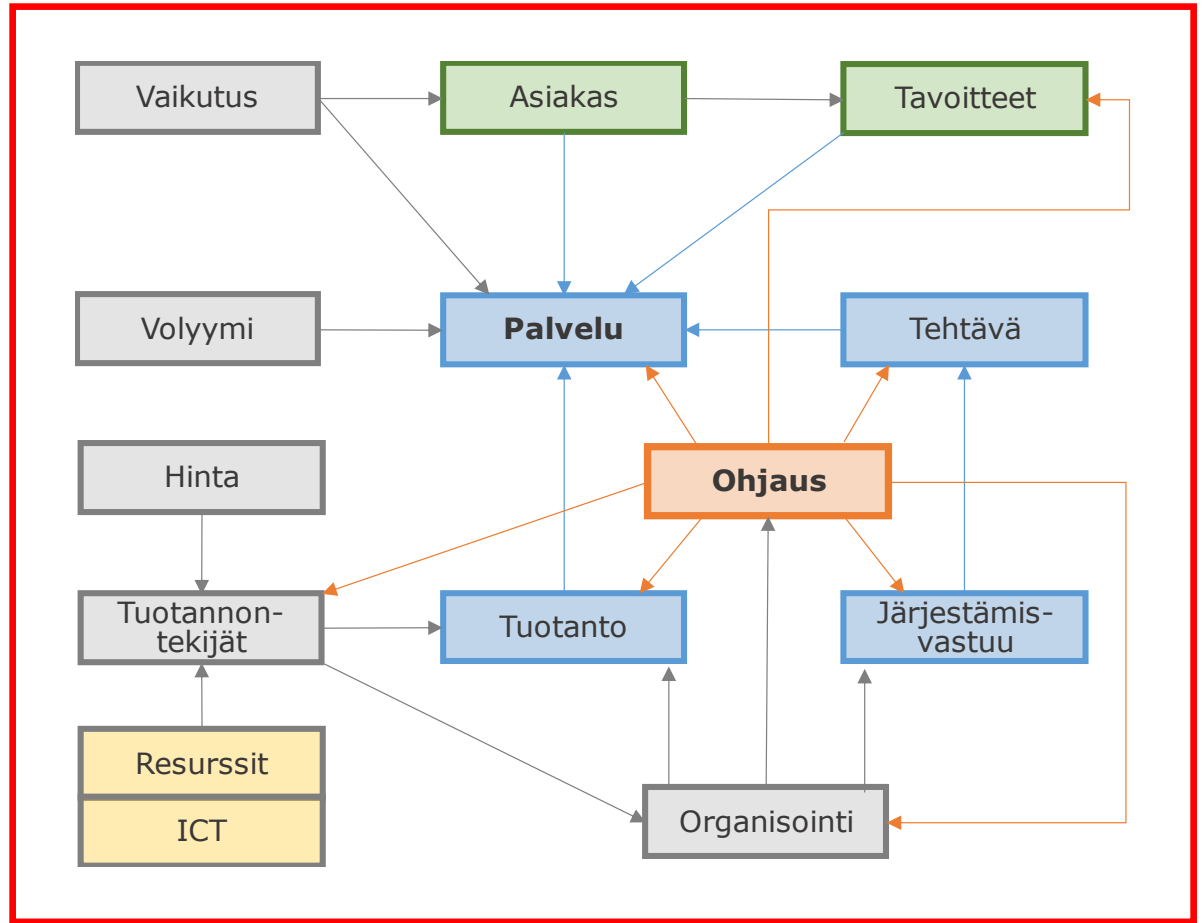 Vaikutus
Asiakas
Tavoitteet
Volyymi
Palvelu
Tehtävä
Hinta
Ohjaus
Tuotannon-
tekijät
Tuotanto
Järjestämis-
vastuu
Resurssit
ICT
Organisointi